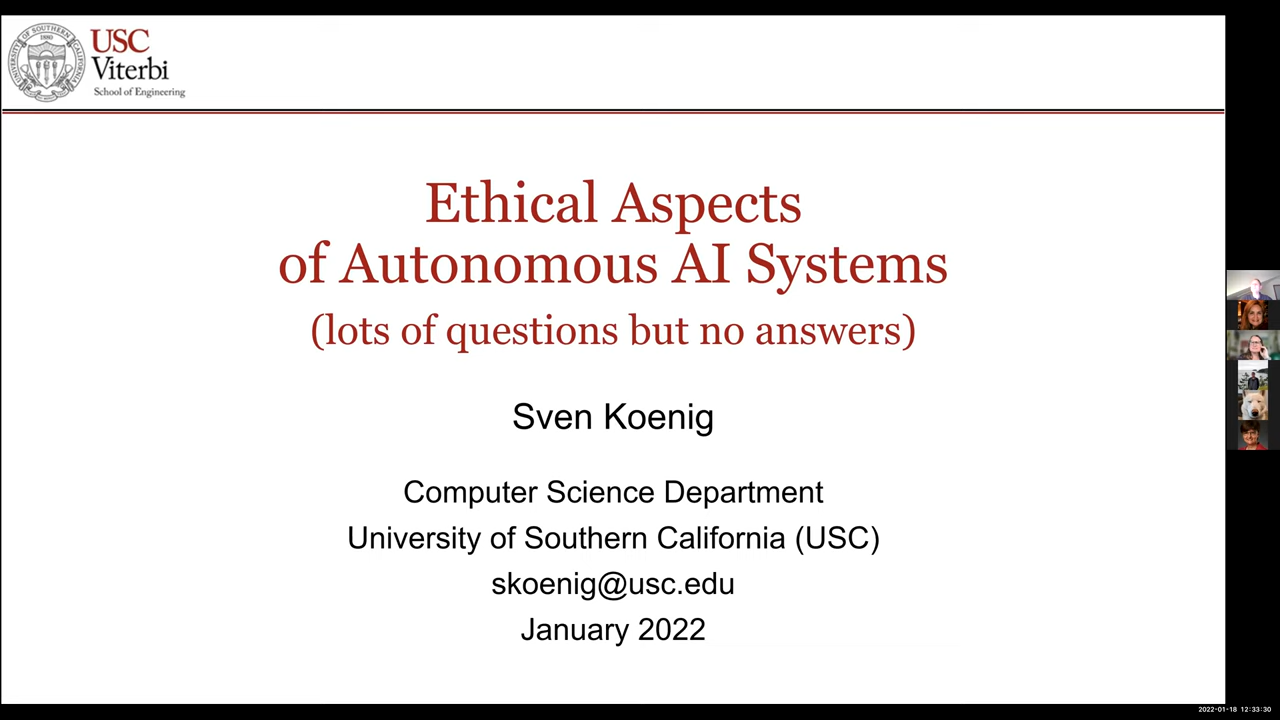 USC
Viterbi
School of Engineering
Ethical Aspects
of Autonomous AI Systems
(lots of questions but no answers)
Sven Koenig
Computer Science Department
University of Southern California (USC)
skoenig@usc.edu
January 2022
2022-01-18 12:33:30